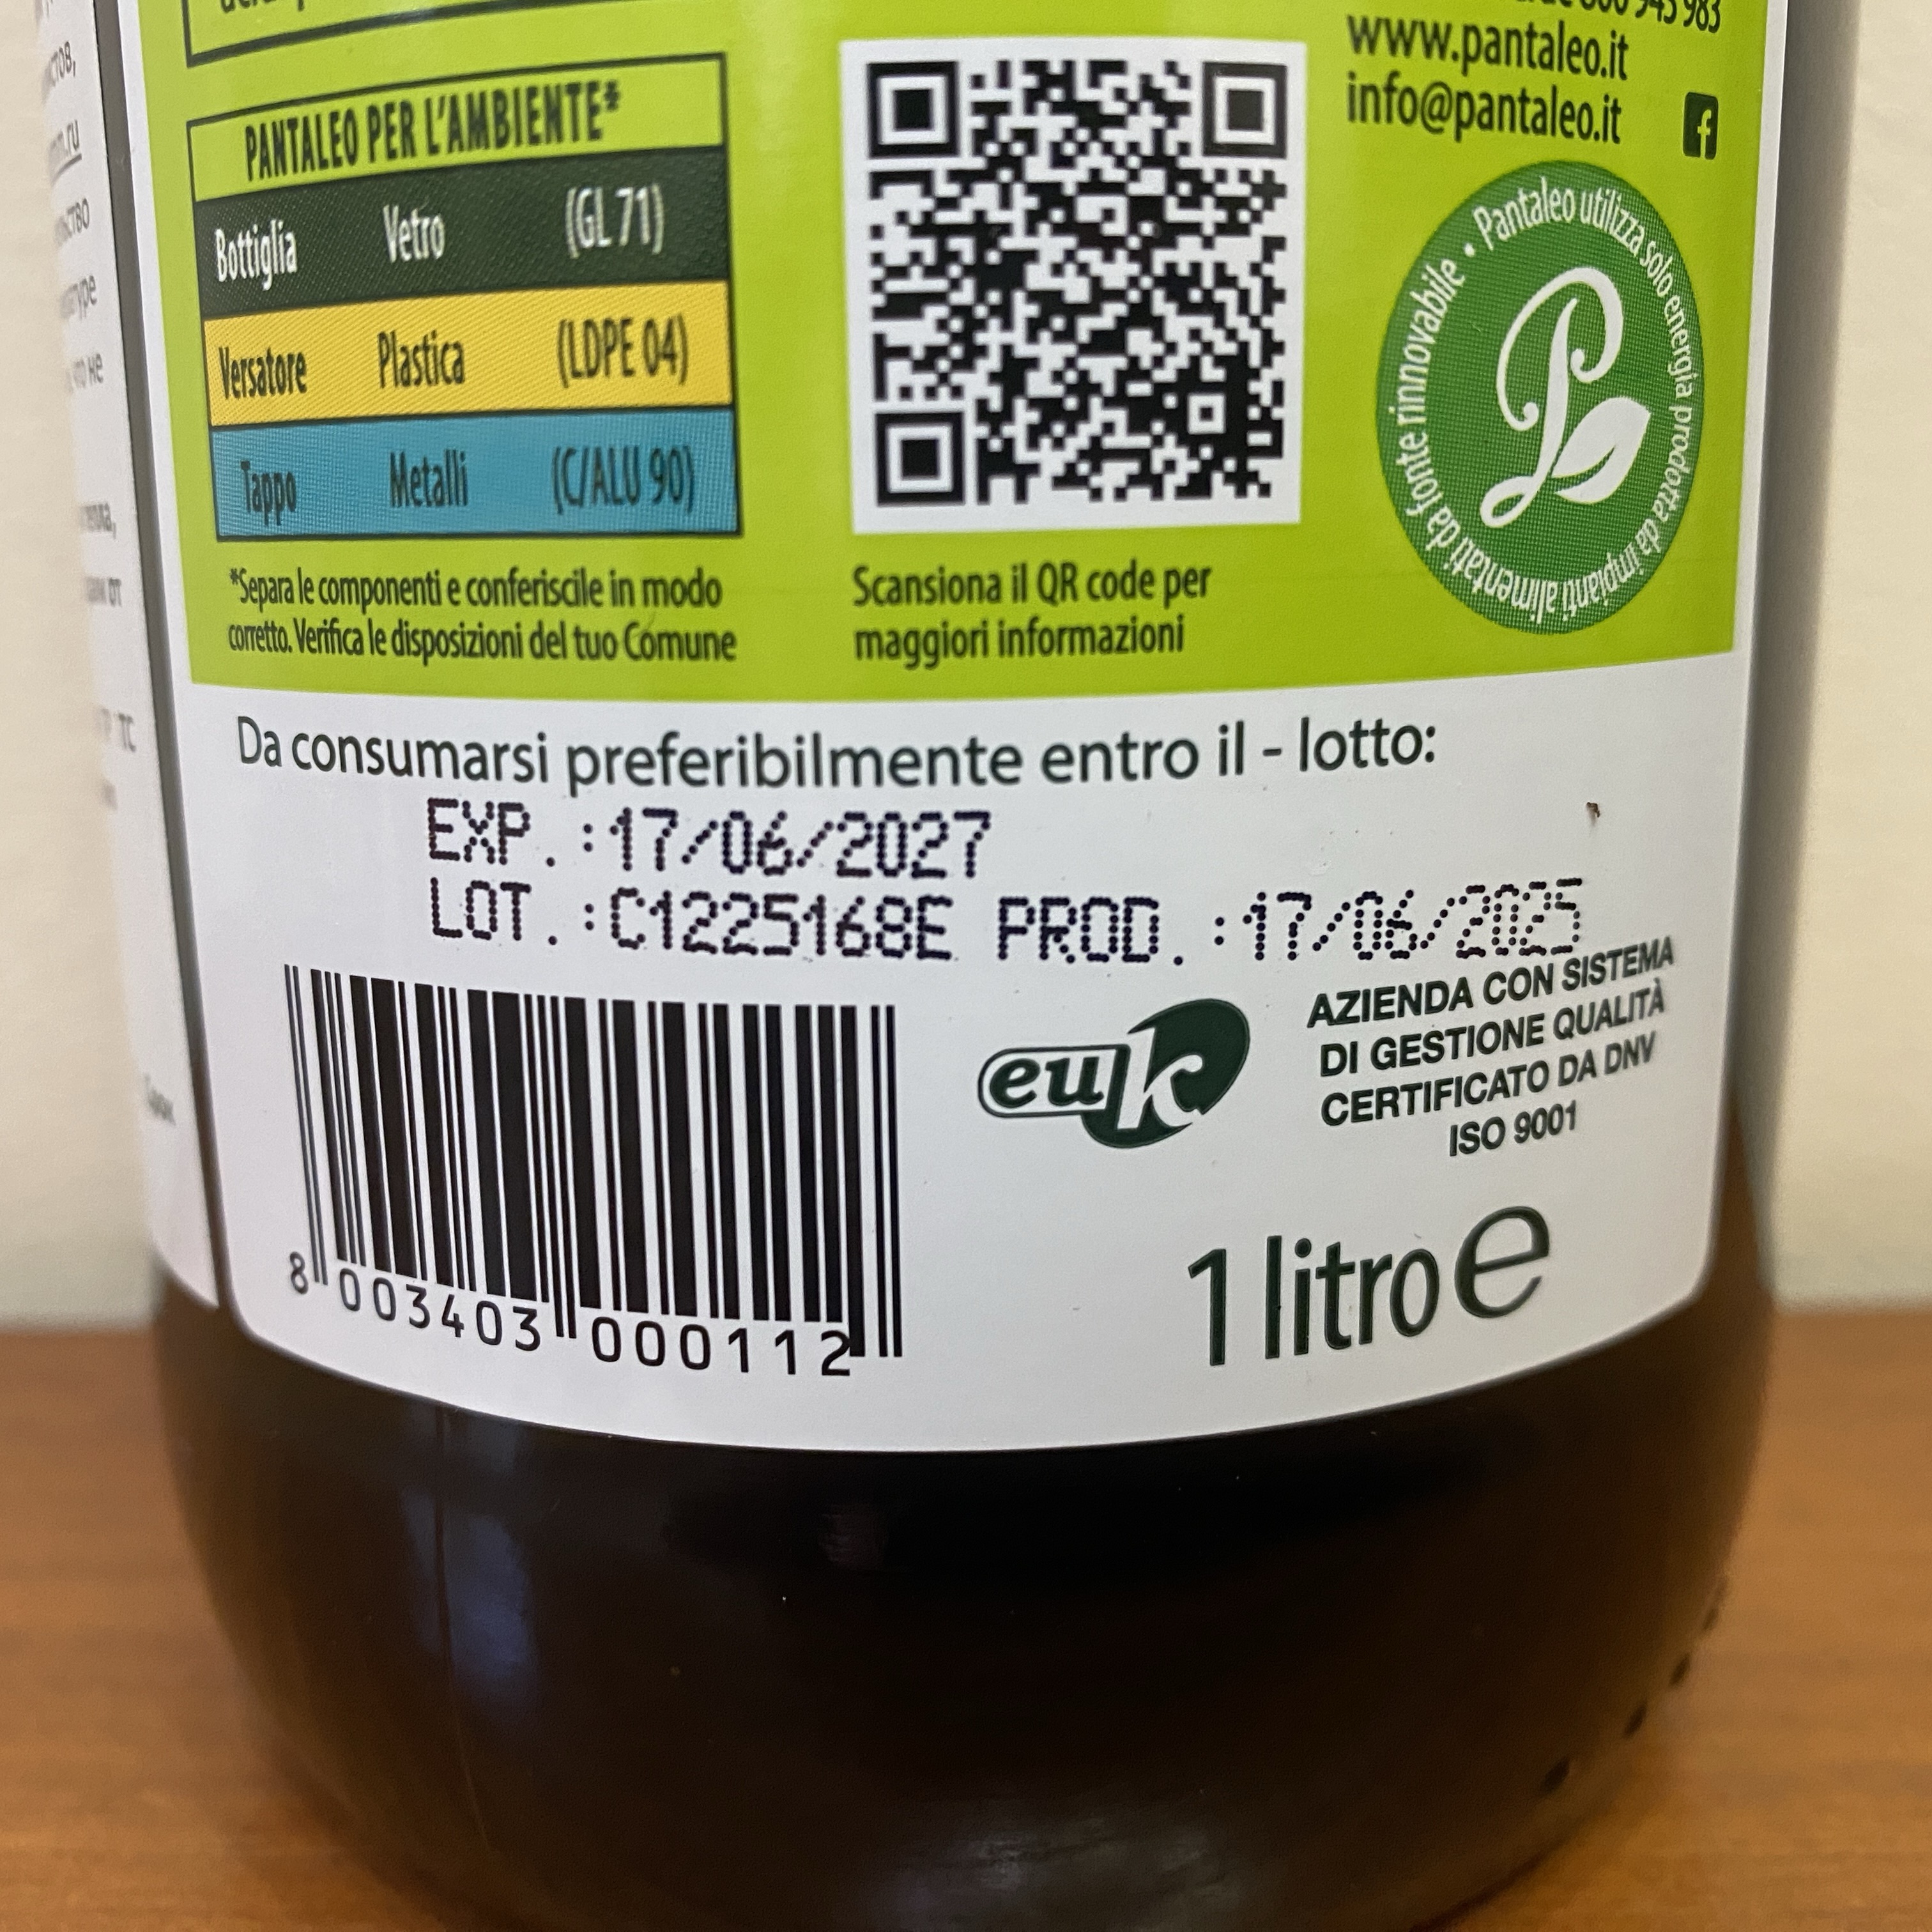 945 983
www.pantaleo.it
info@pantaleo.it
PANTALEO PER L'AMBIENTE*
Bottiglia Vetro (GL 71)
Versatore Plastica (LDPE 04)
Tappo Metalli (C/ALU 90)
*Separa le componenti e conferiscile in modo
corretto. Verifica le disposizioni del tuo Comune
Scansiona il QR code per
maggiori informazioni
• Pantaleo utilizza solo energia prodotta da impianti alimentati da fonte rinnovabile
Da consumarsi preferibilmente entro il - lotto:
EXP. :17/06/2027
LOT. :C1225168E PROD. :17/06/2025
euk
AZIENDA CON SISTEMA
DI GESTIONE QUALITÀ
CERTIFICATO DA DNV
ISO 9001
8 003403 000112
1 litro e